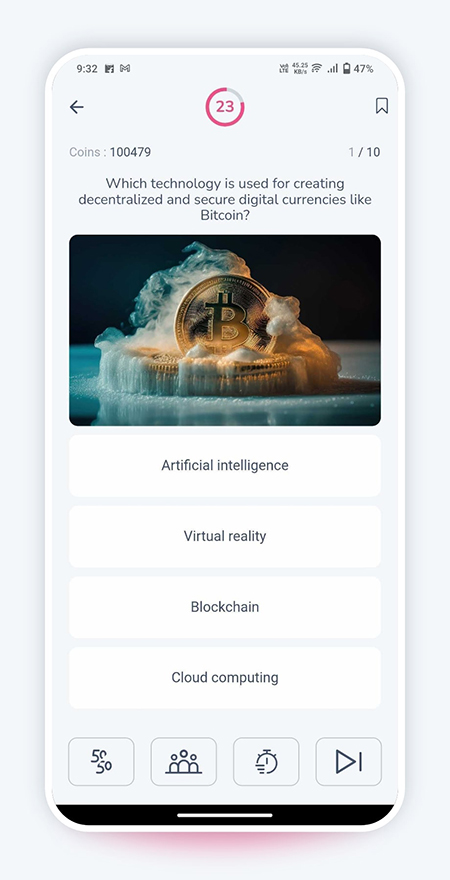 9:32 Vo) LTE 45.25 KB/s 47%
23
Coins : 100479 1 / 10
Which technology is used for creating
decentralized and secure digital currencies like
Bitcoin?
Artificial intelligence
Virtual reality
Blockchain
Cloud computing
50 50